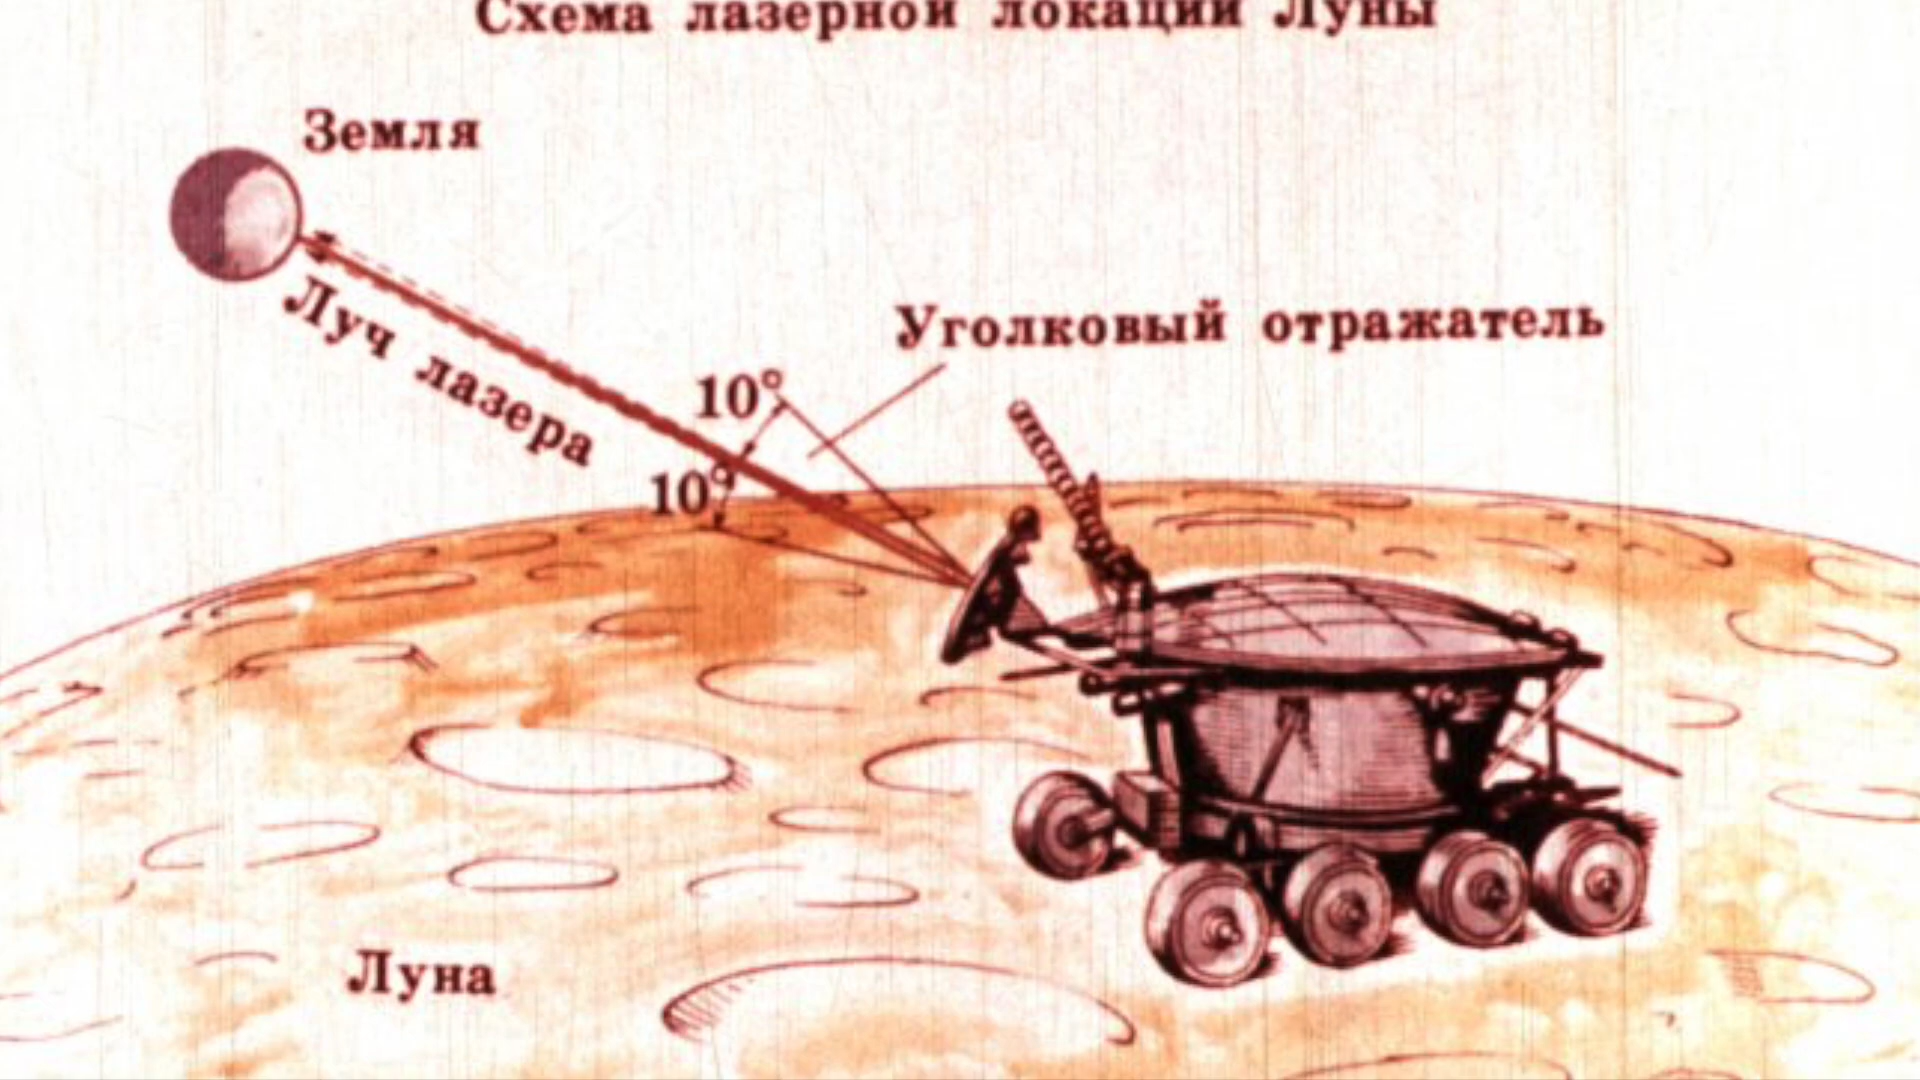 Схема лазерной локации Луны
Земля
Луч лазера
Уголковый отражатель
10°
10°
Луна